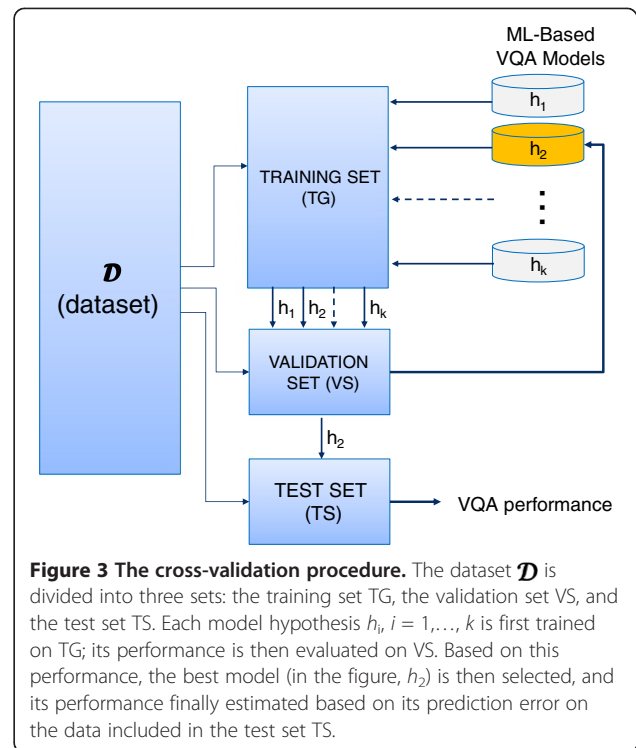 ML-Based
VQA Models
h1
h2
TRAINING SET
(TG)
⋮
hk
𝓓
(dataset)
h1 h2 hk
VALIDATION
SET (VS)
h2
TEST SET
(TS)
VQA performance
Figure 3 The cross-validation procedure. The dataset 𝓓 is
divided into three sets: the training set TG, the validation set VS, and
the test set TS. Each model hypothesis hi, i = 1,…, k is first trained
on TG; its performance is then evaluated on VS. Based on this
performance, the best model (in the figure, h2) is then selected, and
its performance finally estimated based on its prediction error on
the data included in the test set TS.